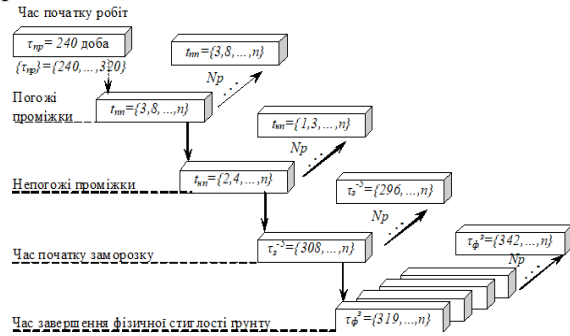 Час початку робіт
τпр= 240 доба
{τпр}={240,...,320}
tпп={3,8,...,n}
Np
Погожі
проміжки
tпп={3,8,...,n}
tнп={1,3,...,n}
Np
Непогожі проміжки
tнп={2,4,...,n}
τз⁻⁵={296,...,n}
Np
Час початку заморозку
τз⁻⁵={308,...,n}
τфᶟ={342,...,n}
Np
Час завершення фізичної стиглості ґрунту
τфᶟ={319,...,n}